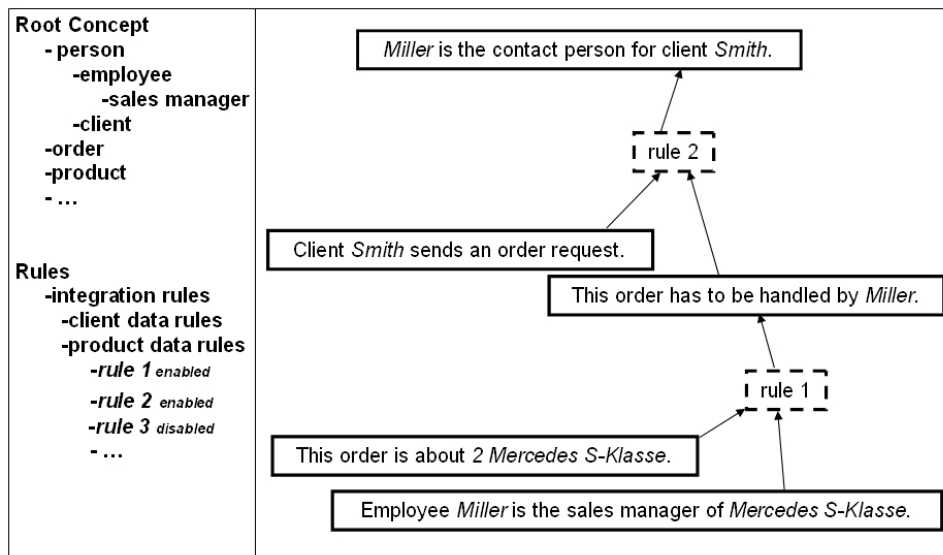 Root Concept
- person
-employee
-sales manager
-client
-order
-product
- ...
Rules
-integration rules
-client data rules
-product data rules
-rule 1 enabled
-rule 2 enabled
-rule 3 disabled
- ...
Miller is the contact person for client Smith.
rule 2
Client Smith sends an order request.
This order has to be handled by Miller.
rule 1
This order is about 2 Mercedes S-Klasse.
Employee Miller is the sales manager of Mercedes S-Klasse.